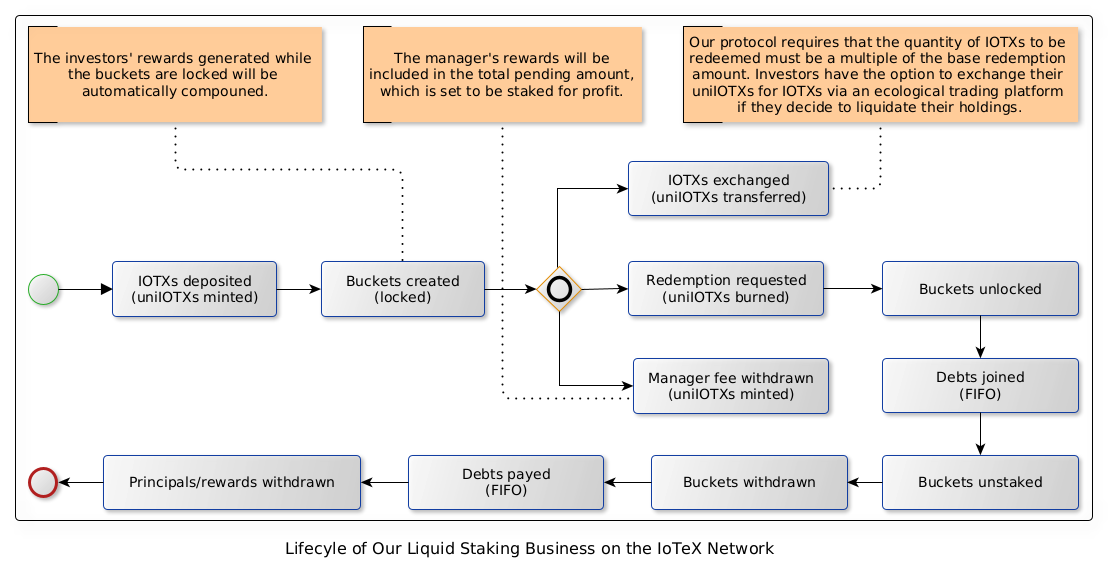 The investors' rewards generated while
the buckets are locked will be
automatically compouned.
The manager's rewards will be
included in the total pending amount,
which is set to be staked for profit.
Our protocol requires that the quantity of IOTXs to be
redeemed must be a multiple of the base redemption
amount. Investors have the option to exchange their
uniIOTXs for IOTXs via an ecological trading platform
if they decide to liquidate their holdings.
IOTXs exchanged
(uniIOTXs transferred)
IOTXs deposited
(uniIOTXs minted)
Buckets created
(locked)
Redemption requested
(uniIOTXs burned)
Buckets unlocked
Manager fee withdrawn
(uniIOTXs minted)
Debts joined
(FIFO)
Principals/rewards withdrawn
Debts payed
(FIFO)
Buckets withdrawn
Buckets unstaked
Lifecyle of Our Liquid Staking Business on the IoTeX Network